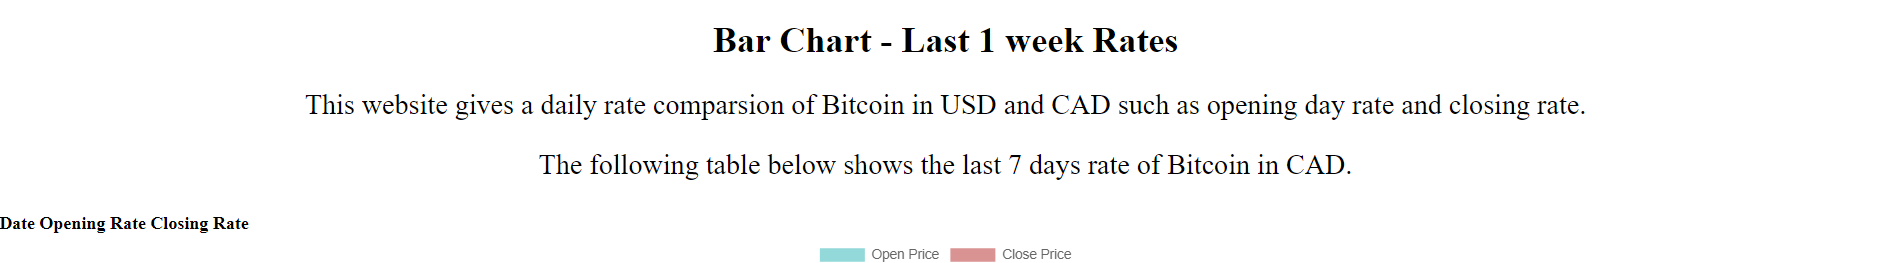 Bar Chart - Last 1 week Rates
This website gives a daily rate comparsion of Bitcoin in USD and CAD such as opening day rate and closing rate.
The following table below shows the last 7 days rate of Bitcoin in CAD.
Date Opening Rate Closing Rate
Open Price Close Price